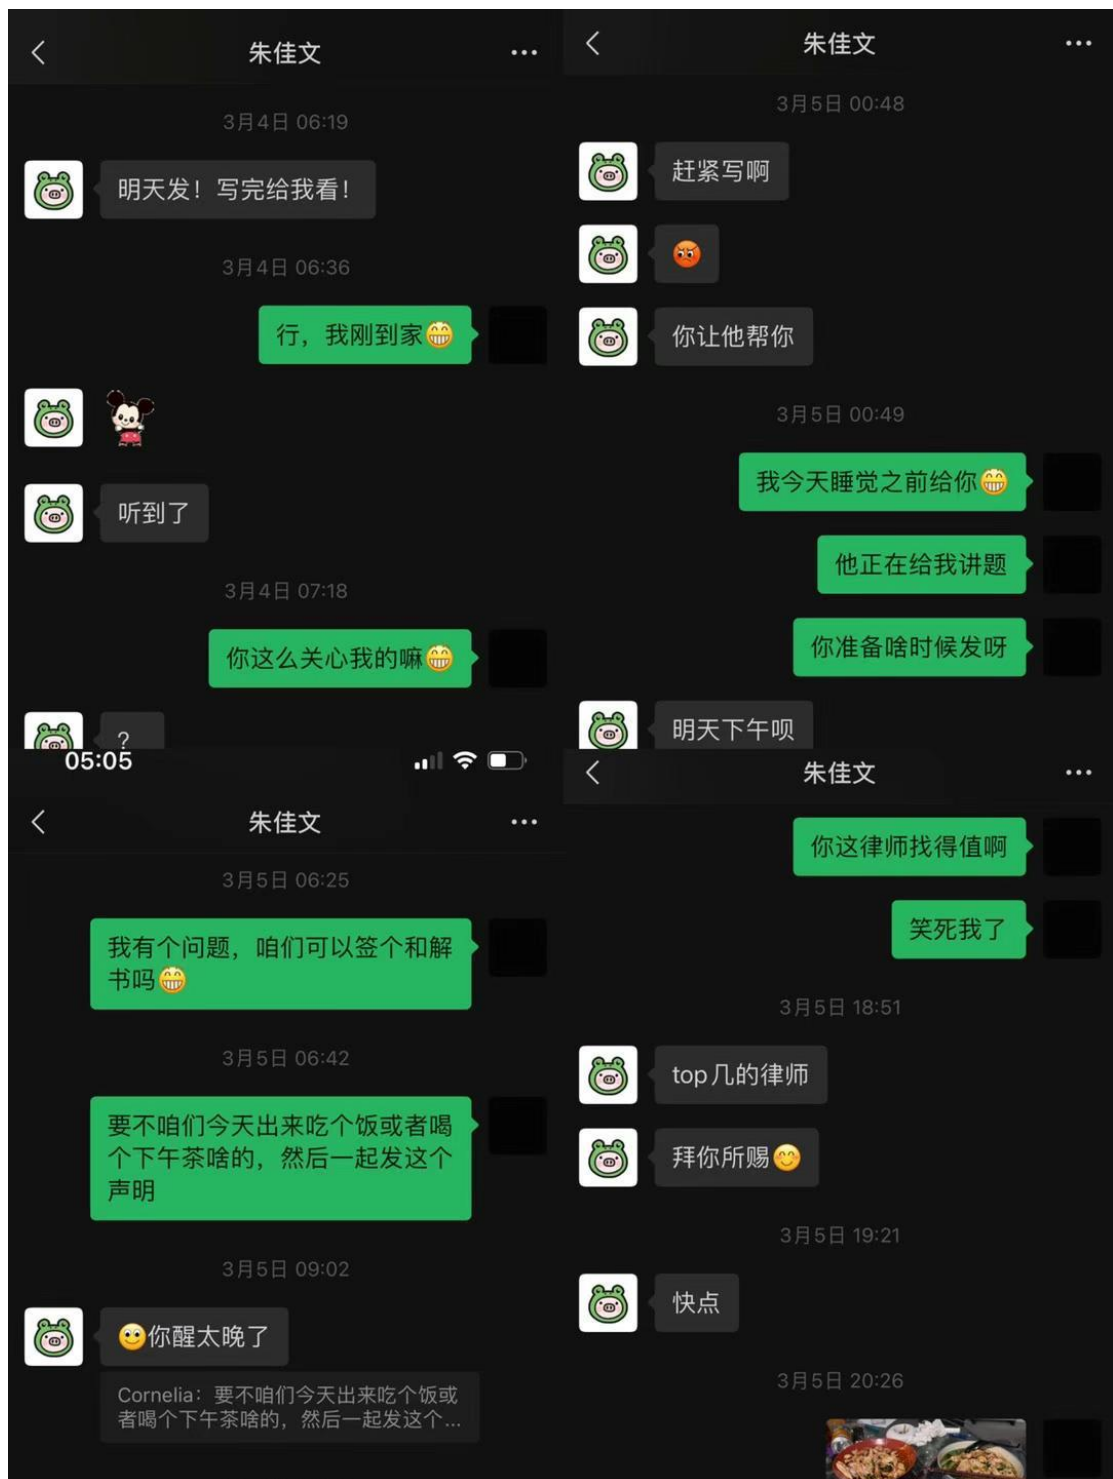 朱佳文
3月4日 06:19
明天发！写完给我看！
3月4日 06:36
行，我刚到家
听到了
3月4日 07:18
你这么关心我的嘛
？
朱佳文
3月5日 00:48
赶紧写啊
你让他帮你
3月5日 00:49
我今天睡觉之前给你
他正在给我讲题
你准备啥时候发呀
明天下午呗
05:05
朱佳文
3月5日 06:25
我有个问题，咱们可以签个和解
书吗
3月5日 06:42
要不咱们今天出来吃个饭或者喝
个下午茶啥的，然后一起发这个
声明
3月5日 09:02
你醒太晚了
Cornelia：要不咱们今天出来吃个饭或
者喝个下午茶啥的，然后一起发这个...
朱佳文
你这律师找得值啊
笑死我了
3月5日 18:51
top几的律师
拜你所赐
3月5日 19:21
快点
3月5日 20:26